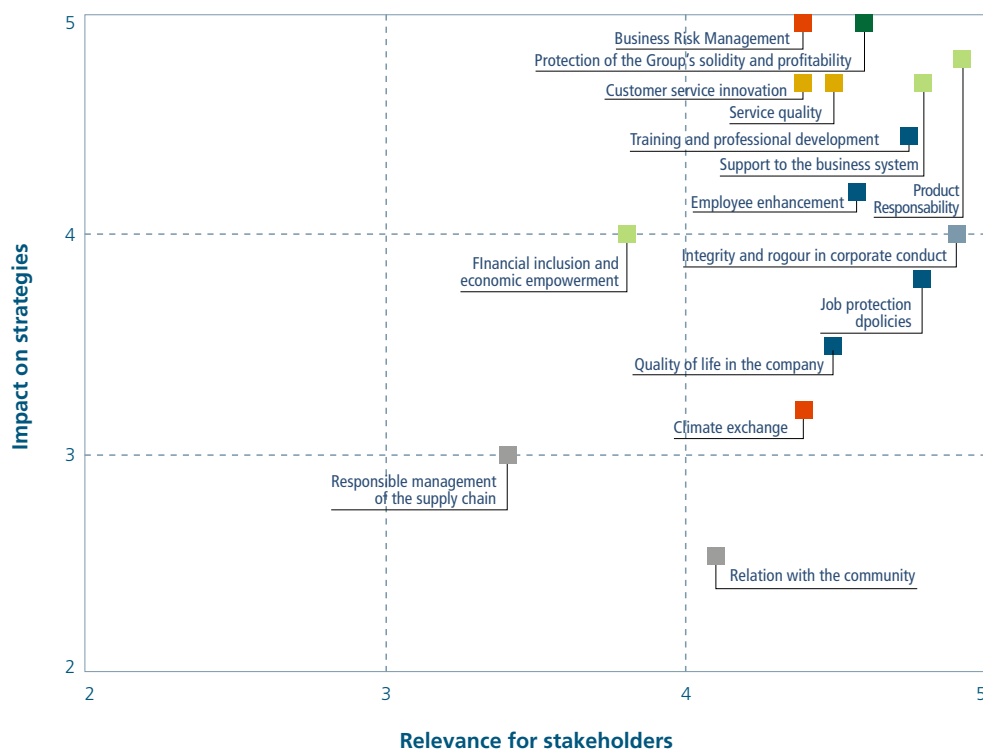 5
Business Risk Management
Protection of the Group's solidity and profitability
Customer service innovation
Service quality
Training and professional development
Support to the business system
Employee enhancement
Product
Responsability
4
Integrity and rogour in corporate conduct
FInancial inclusion and
economic empowerment
Job protection
dpolicies
Quality of life in the company
Climate exchange
3
Responsible management
of the supply chain
Relation with the community
2
Impact on strategies
2 3 4 5
Relevance for stakeholders